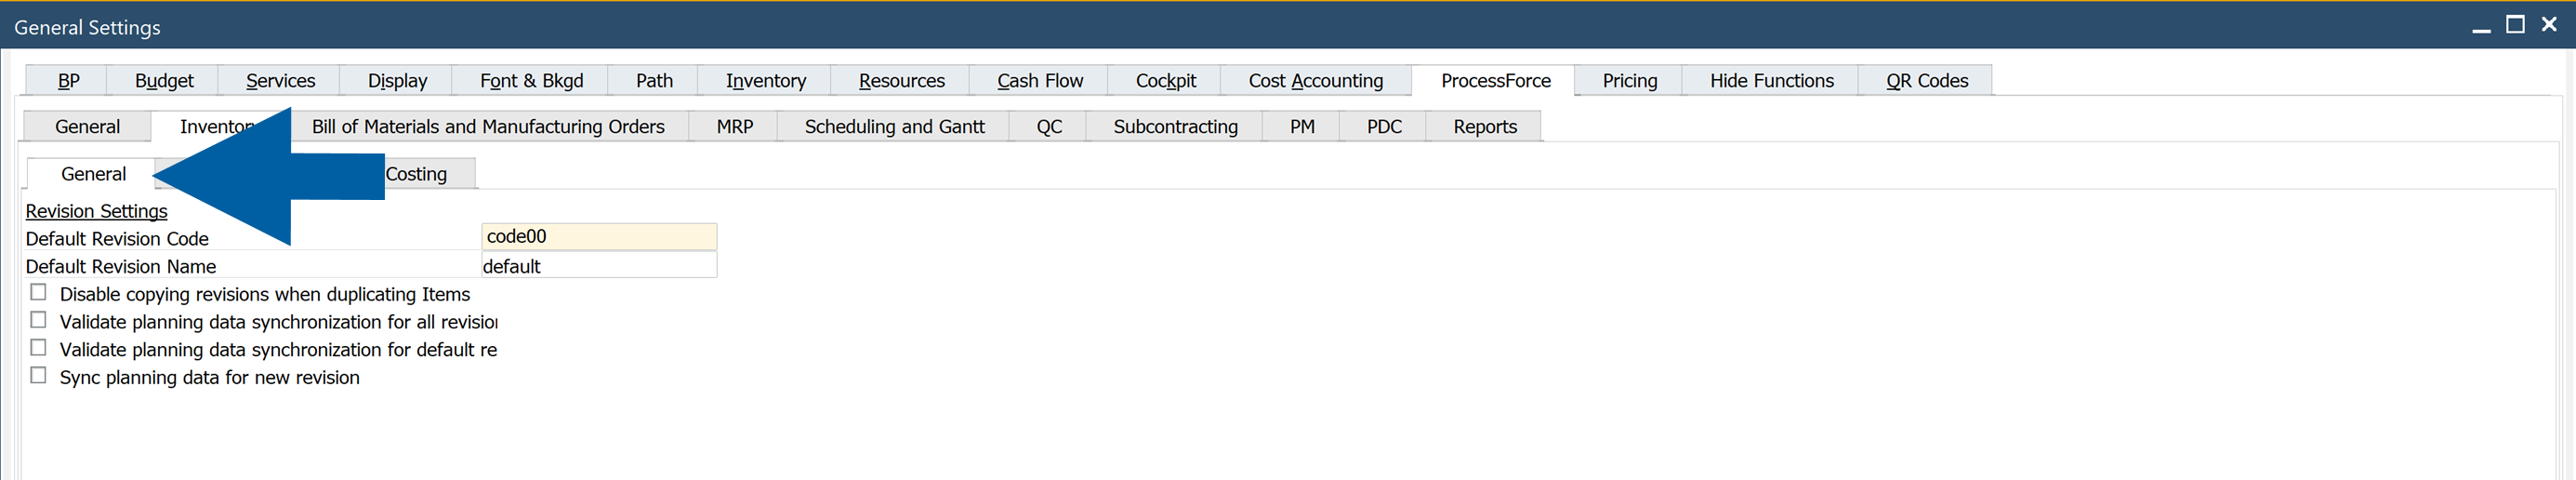 General Settings
BP Budget Services Display Font & Bkgd Path Inventory Resources Cash Flow Cockpit Cost Accounting ProcessForce Pricing Hide Functions QR Codes
General Inventory Bill of Materials and Manufacturing Orders MRP Scheduling and Gantt QC Subcontracting PM PDC Reports
General Costing
Revision Settings
Default Revision Code code00
Default Revision Name default
Disable copying revisions when duplicating Items
Validate planning data synchronization for all revision
Validate planning data synchronization for default re
Sync planning data for new revision